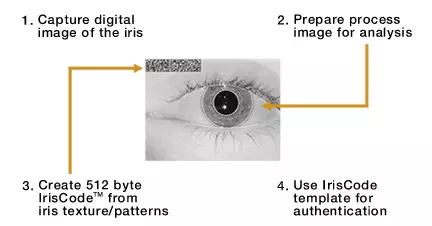 1. Capture digital
image of the iris
2. Prepare process
image for analysis
3. Create 512 byte
IrisCode™ from
iris texture/patterns
4. Use IrisCode
template for
authentication